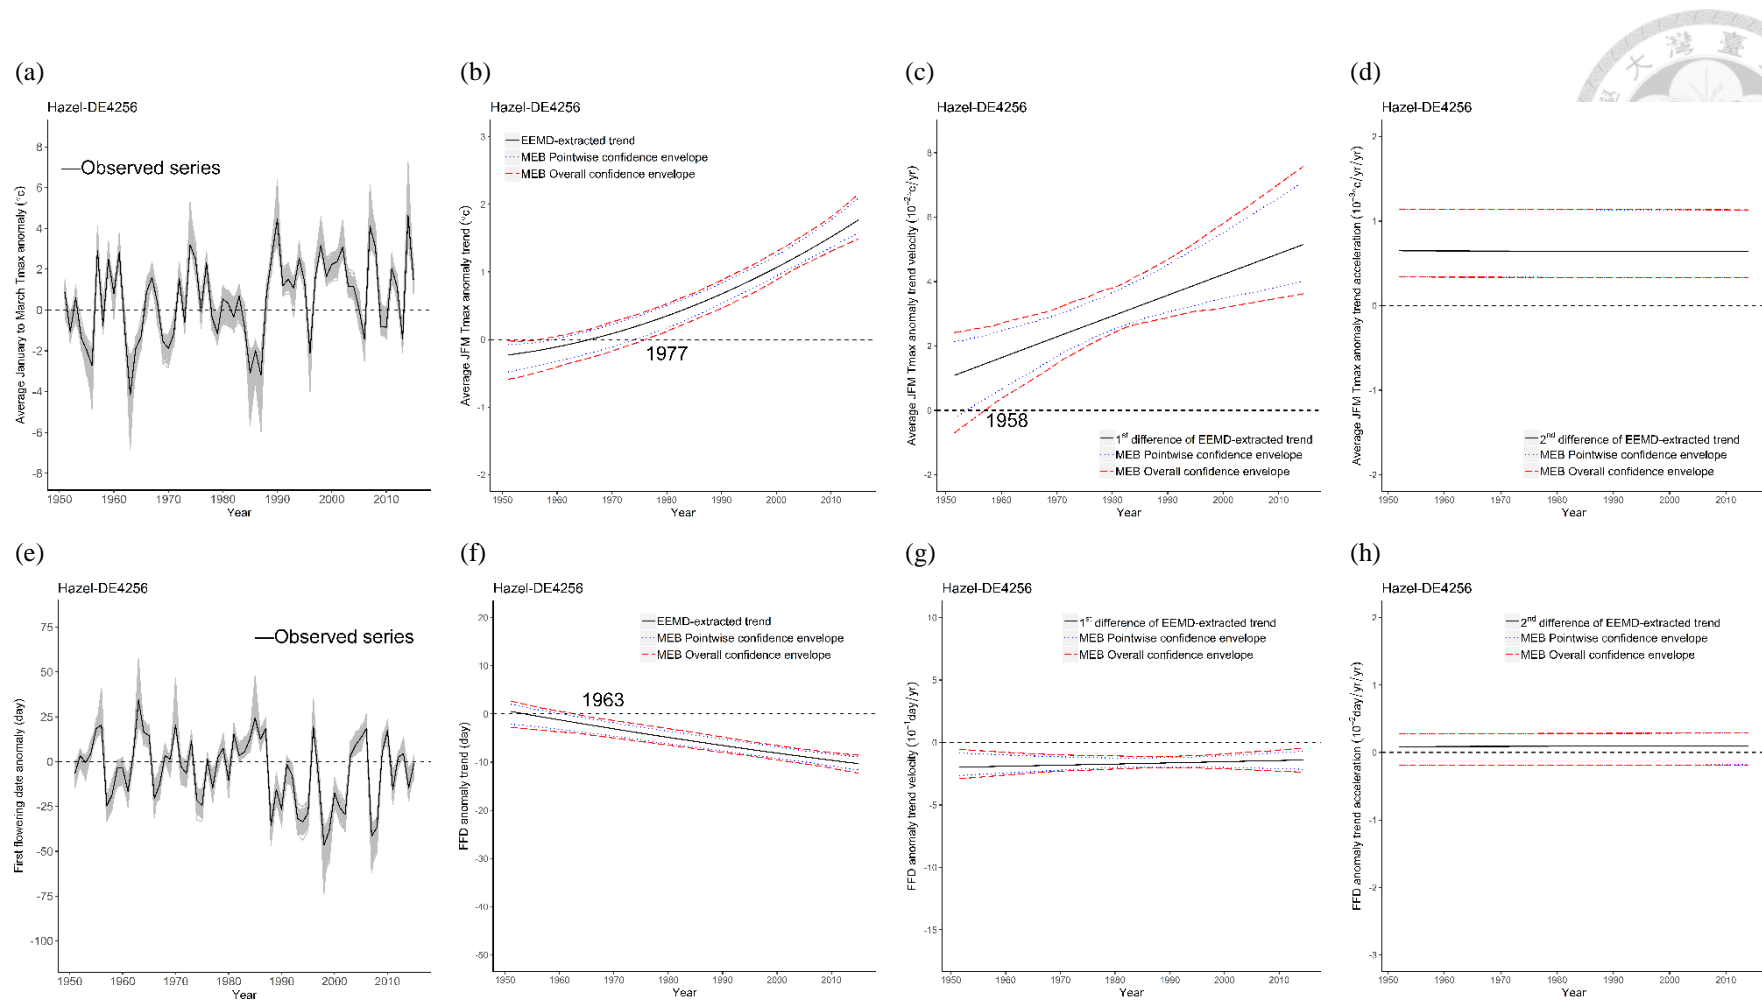 大灣臺
(a)
(b)
(c)
(d)
Hazel-DE4256
Average January to March Tmax anomaly (°c)
8
6
4
2
0
-2
-4
-6
-8
Observed series
1950 1960 1970 1980 1990 2000 2010
Year
Hazel-DE4256
Average JFM Tmax anomaly trend (°c)
3
2
1
0
-1
-2
EEMD-extracted trend
MEB Pointwise confidence envelope
MEB Overall confidence envelope
1977
1950 1960 1970 1980 1990 2000 2010
Year
Hazel-DE4256
Average JFM Tmax anomaly trend velocity (10⁻²°c/yr)
8
6
4
2
0
-2
1958
1st difference of EEMD-extracted trend
MEB Pointwise confidence envelope
MEB Overall confidence envelope
1950 1960 1970 1980 1990 2000 2010
Year
Hazel-DE4256
Average JFM Tmax anomaly trend acceleration (10⁻³°c/yr/yr)
2
1
0
-1
-2
2nd difference of EEMD-extracted trend
MEB Pointwise confidence envelope
MEB Overall confidence envelope
1950 1960 1970 1980 1990 2000 2010
Year
(e)
(f)
(g)
(h)
Hazel-DE4256
First flowering date anomaly (day)
75
50
25
0
-25
-50
-75
-100
Observed series
1950 1960 1970 1980 1990 2000 2010
Year
Hazel-DE4256
FFD anomaly trend (day)
20
10
0
-10
-20
-30
-40
-50
EEMD-extracted trend
MEB Pointwise confidence envelope
MEB Overall confidence envelope
1963
1950 1960 1970 1980 1990 2000 2010
Year
Hazel-DE4256
FFD anomaly trend velocity (10⁻¹day/yr)
10
5
0
-5
-10
-15
1st difference of EEMD-extracted trend
MEB Pointwise confidence envelope
MEB Overall confidence envelope
1950 1960 1970 1980 1990 2000 2010
Year
Hazel-DE4256
FFD anomaly trend acceleration (10⁻²day/yr/yr)
2
1
0
-1
-2
-3
2nd difference of EEMD-extracted trend
MEB Pointwise confidence envelope
MEB Overall confidence envelope
1950 1960 1970 1980 1990 2000 2010
Year